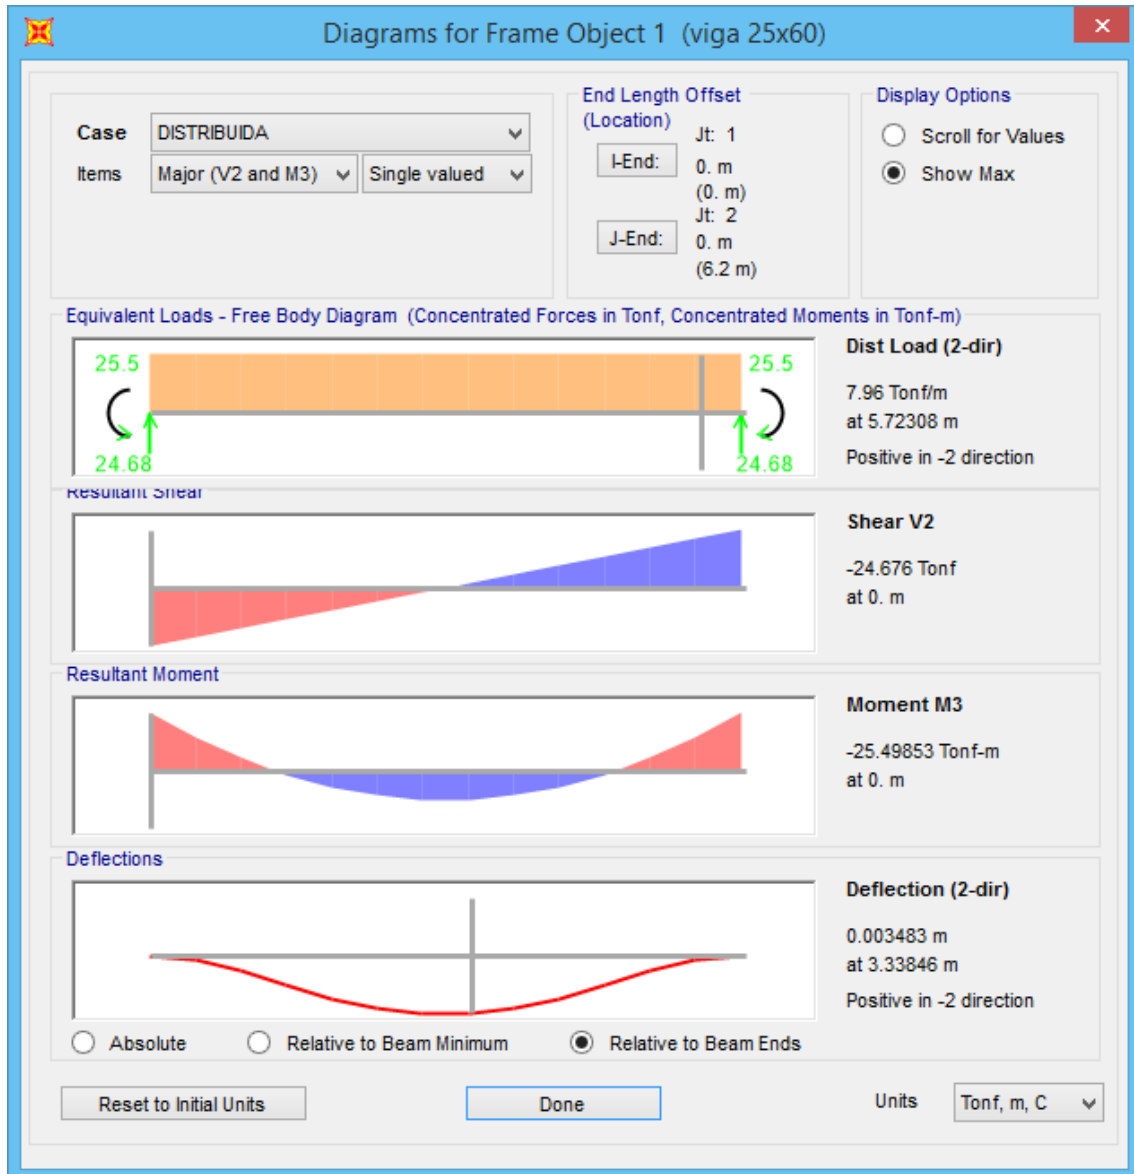 Diagrams for Frame Object 1 (viga 25x60)
Case
DISTRIBUIDA
Items
Major (V2 and M3)
Single valued
End Length Offset
(Location)
I-End:
Jt: 1
0. m
(0. m)
J-End:
Jt: 2
0. m
(6.2 m)
Display Options
Scroll for Values
Show Max
Equivalent Loads - Free Body Diagram (Concentrated Forces in Tonf, Concentrated Moments in Tonf-m)
25.5
25.5
24.68
24.68
Dist Load (2-dir)
7.96 Tonf/m
at 5.72308 m
Positive in -2 direction
Resultant Shear
Shear V2
-24.676 Tonf
at 0. m
Resultant Moment
Moment M3
-25.49853 Tonf-m
at 0. m
Deflections
Deflection (2-dir)
0.003483 m
at 3.33846 m
Positive in -2 direction
Absolute
Relative to Beam Minimum
Relative to Beam Ends
Reset to Initial Units
Done
Units
Tonf, m, C